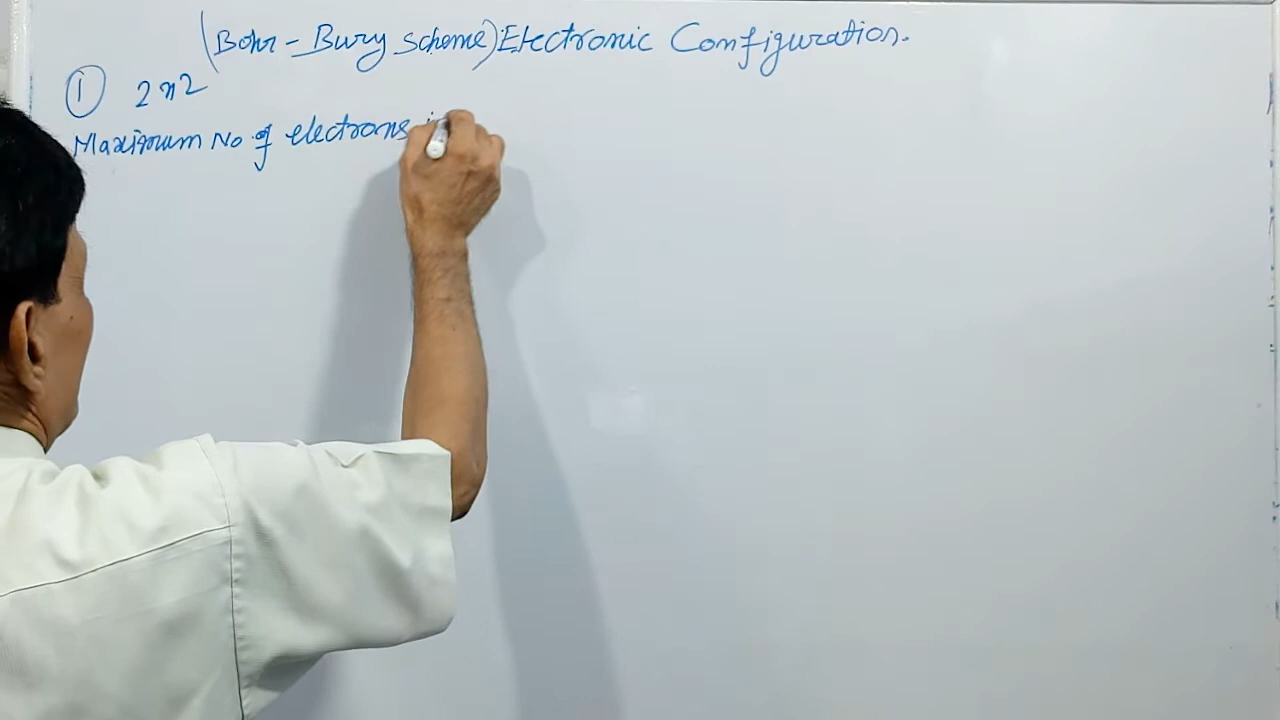 (Bohr-Bury scheme) Electronic Configuration.
① 2n2
Maximum No of electrons